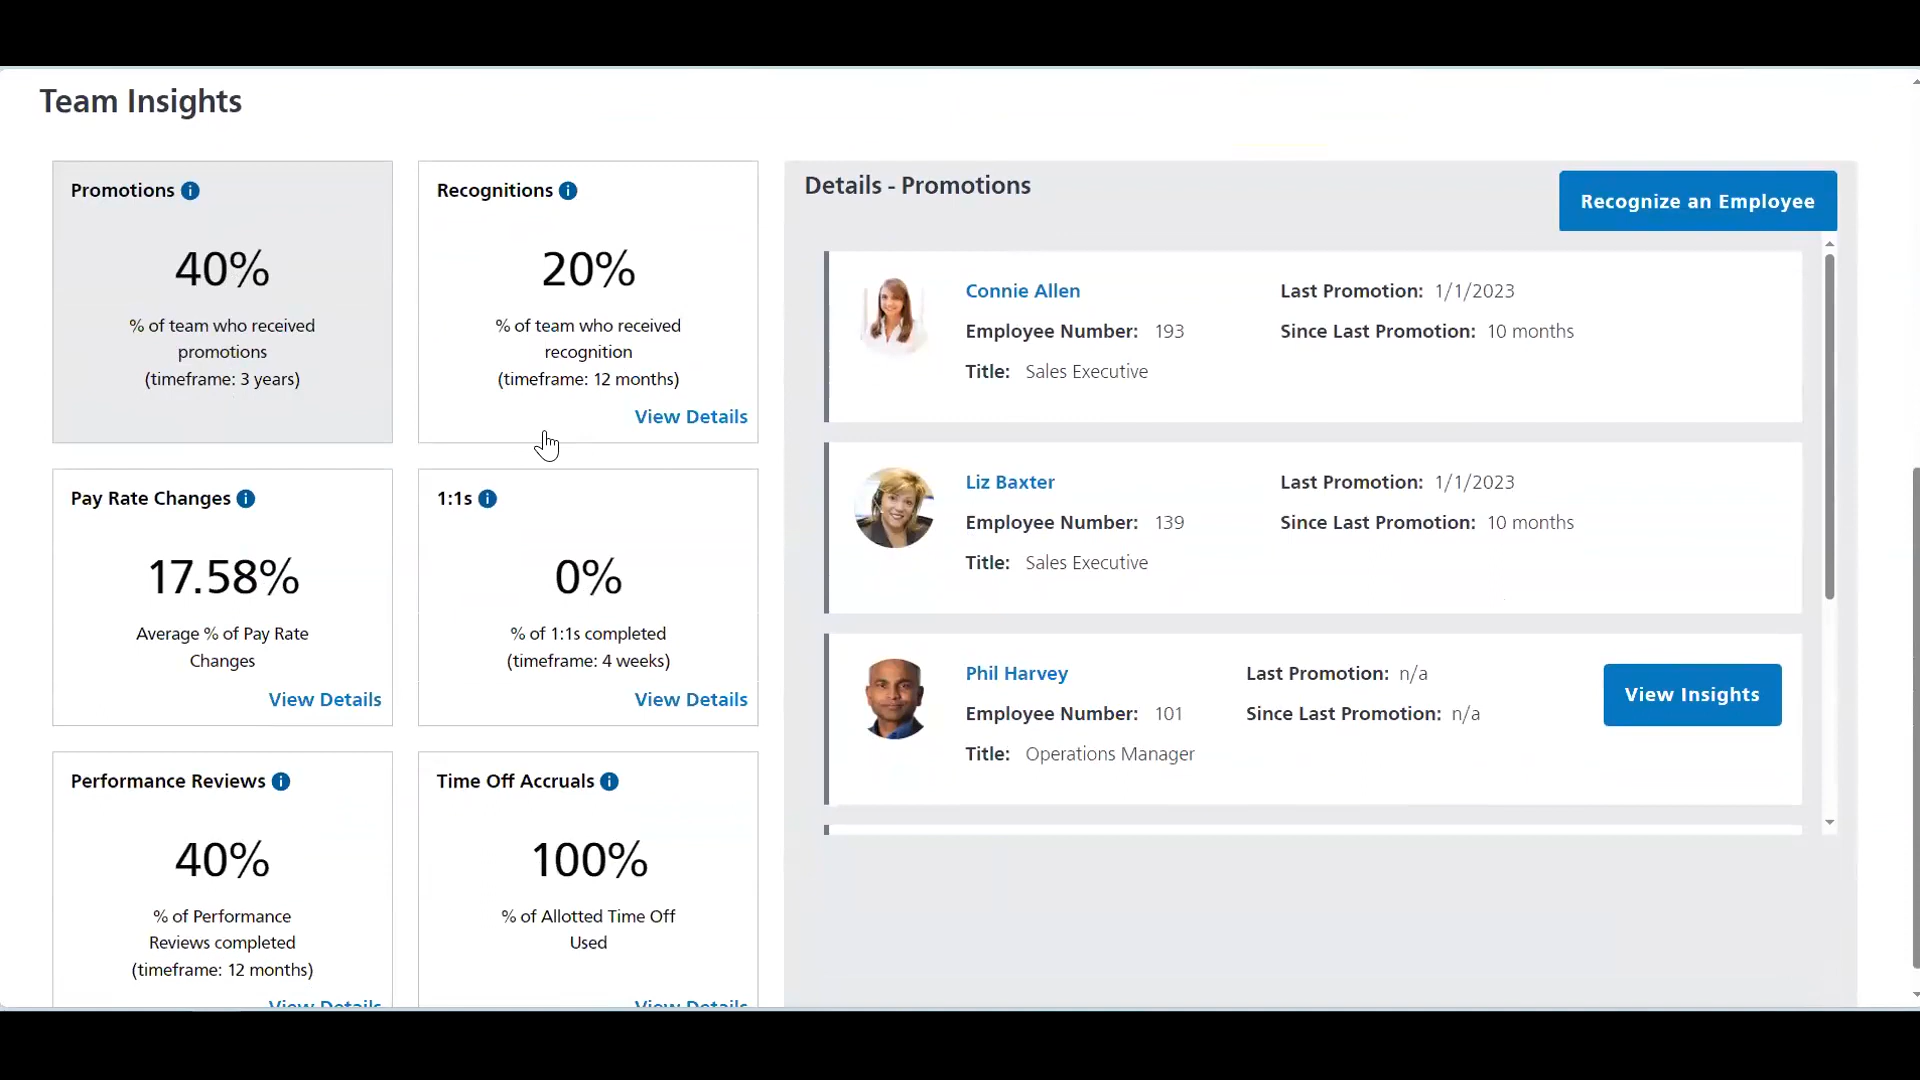 Team Insights
Promotions
40%
% of team who received
promotions
(timeframe: 3 years)
Recognitions
20%
% of team who received
recognition
(timeframe: 12 months)
View Details
Pay Rate Changes
17.58%
Average % of Pay Rate
Changes
View Details
1:1s
0%
% of 1:1s completed
(timeframe: 4 weeks)
View Details
Performance Reviews
40%
% of Performance
Reviews completed
(timeframe: 12 months)
View Details
Time Off Accruals
100%
% of Allotted Time Off
Used
View Details
Details - Promotions
Recognize an Employee
Connie Allen
Employee Number: 193
Title: Sales Executive
Last Promotion: 1/1/2023
Since Last Promotion: 10 months
Liz Baxter
Employee Number: 139
Title: Sales Executive
Last Promotion: 1/1/2023
Since Last Promotion: 10 months
Phil Harvey
Employee Number: 101
Title: Operations Manager
Last Promotion: n/a
Since Last Promotion: n/a
View Insights